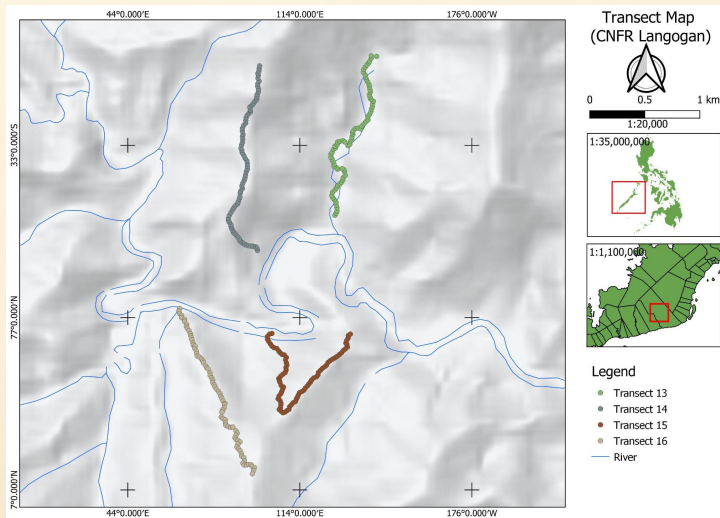 44°0.000'E
114°0.000'E
176°0.000'W
33°0.000'S
77°0.000'N
7°0.000'N
44°0.000'E
114°0.000'E
176°0.000'W
Transect Map
(CNFR Langogan)
0 0.5 1 km
1:20,000
1:35,000,000
1:1,100,000
Legend
Transect 13
Transect 14
Transect 15
Transect 16
River